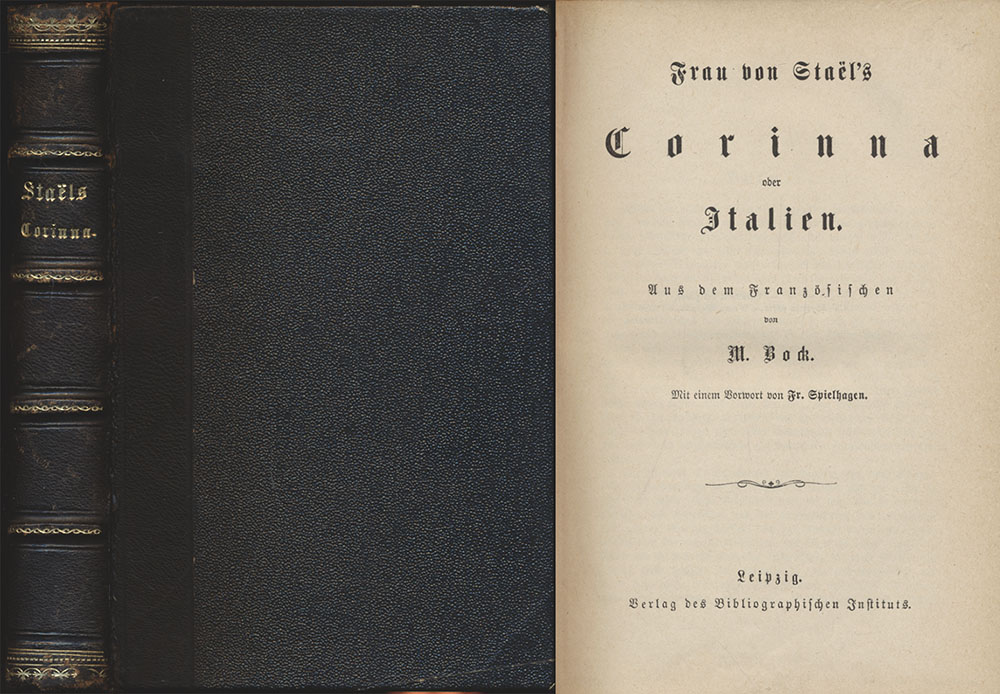 Staëls
Corinna.
Frau von Staël's
Corinna
oder
Italien.
Aus dem Französischen
von
M. Bock.
Mit einem Vorwort von Fr. Spielhagen.
Leipzig.
Verlag des Bibliographischen Instituts.